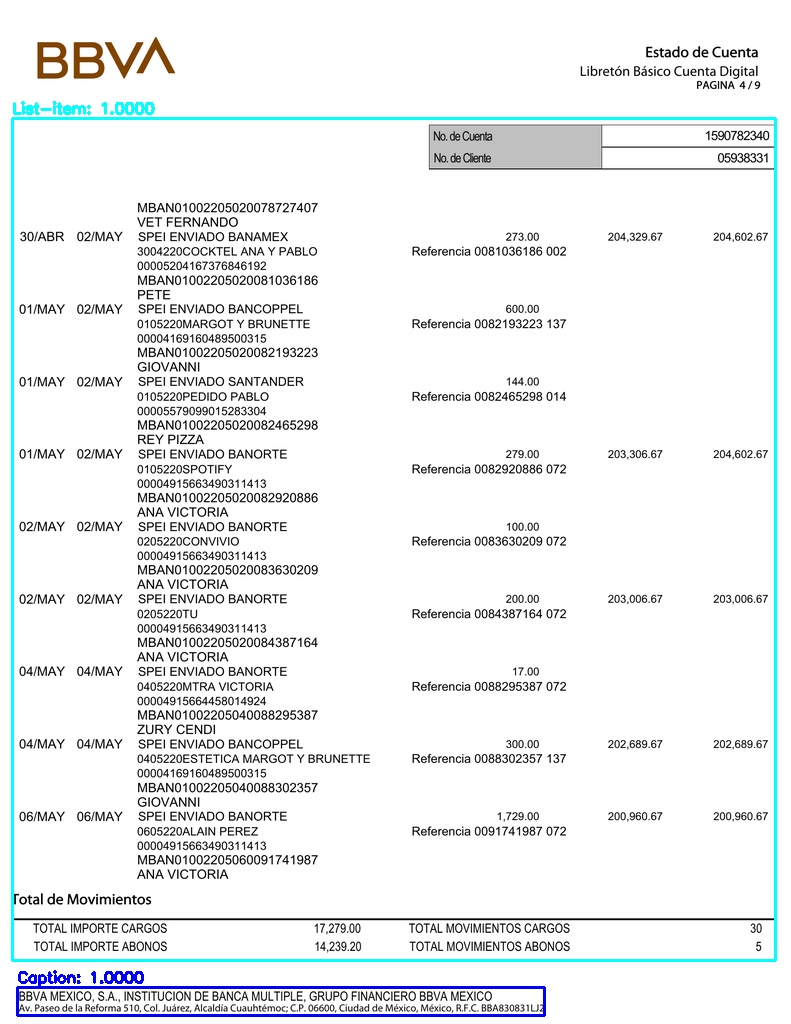 BBVA
Estado de Cuenta
Libretón Básico Cuenta Digital
PAGINA 4 / 9
List-item: 1.0000
No. de Cuenta 1590782340
No. de Cliente 05938331
MBAN01002205020078727407
VET FERNANDO
30/ABR 02/MAY SPEI ENVIADO BANAMEX 273.00 204,329.67 204,602.67
3004220COCKTEL ANA Y PABLO Referencia 0081036186 002
00005204167376846192
MBAN01002205020081036186
PETE
01/MAY 02/MAY SPEI ENVIADO BANCOPPEL 600.00
0105220MARGOT Y BRUNETTE Referencia 0082193223 137
00004169160489500315
MBAN01002205020082193223
GIOVANNI
01/MAY 02/MAY SPEI ENVIADO SANTANDER 144.00
0105220PEDIDO PABLO Referencia 0082465298 014
00005579099015283304
MBAN01002205020082465298
REY PIZZA
01/MAY 02/MAY SPEI ENVIADO BANORTE 279.00 203,306.67 204,602.67
0105220SPOTIFY Referencia 0082920886 072
00004915663490311413
MBAN01002205020082920886
ANA VICTORIA
02/MAY 02/MAY SPEI ENVIADO BANORTE 100.00
0205220CONVIVIO Referencia 0083630209 072
00004915663490311413
MBAN01002205020083630209
ANA VICTORIA
02/MAY 02/MAY SPEI ENVIADO BANORTE 200.00 203,006.67 203,006.67
0205220TU Referencia 0084387164 072
00004915663490311413
MBAN01002205020084387164
ANA VICTORIA
04/MAY 04/MAY SPEI ENVIADO BANORTE 17.00
0405220MTRA VICTORIA Referencia 0088295387 072
00004915664458014924
MBAN01002205040088295387
ZURY CENDI
04/MAY 04/MAY SPEI ENVIADO BANCOPPEL 300.00 202,689.67 202,689.67
0405220ESTETICA MARGOT Y BRUNETTE Referencia 0088302357 137
00004169160489500315
MBAN01002205040088302357
GIOVANNI
06/MAY 06/MAY SPEI ENVIADO BANORTE 1,729.00 200,960.67 200,960.67
0605220ALAIN PEREZ Referencia 0091741987 072
00004915663490311413
MBAN01002205060091741987
ANA VICTORIA
Total de Movimientos
TOTAL IMPORTE CARGOS 17,279.00 TOTAL MOVIMIENTOS CARGOS 30
TOTAL IMPORTE ABONOS 14,239.20 TOTAL MOVIMIENTOS ABONOS 5
Caption: 1.0000
BBVA MEXICO, S.A., INSTITUCION DE BANCA MULTIPLE, GRUPO FINANCIERO BBVA MEXICO
Av. Paseo de la Reforma 510, Col. Juárez, Alcaldía Cuauhtémoc; C.P. 06600, Ciudad de México, México, R.F.C. BBA830831LJ2